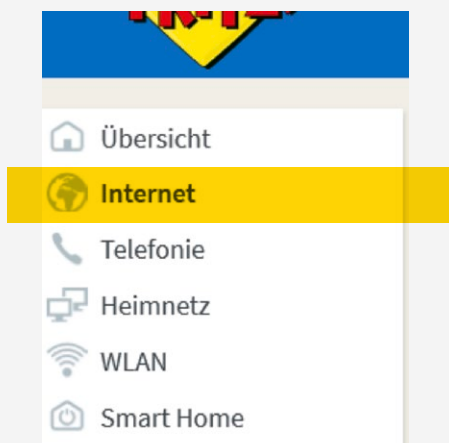 Übersicht
Internet
Telefonie
Heimnetz
WLAN
Smart Home